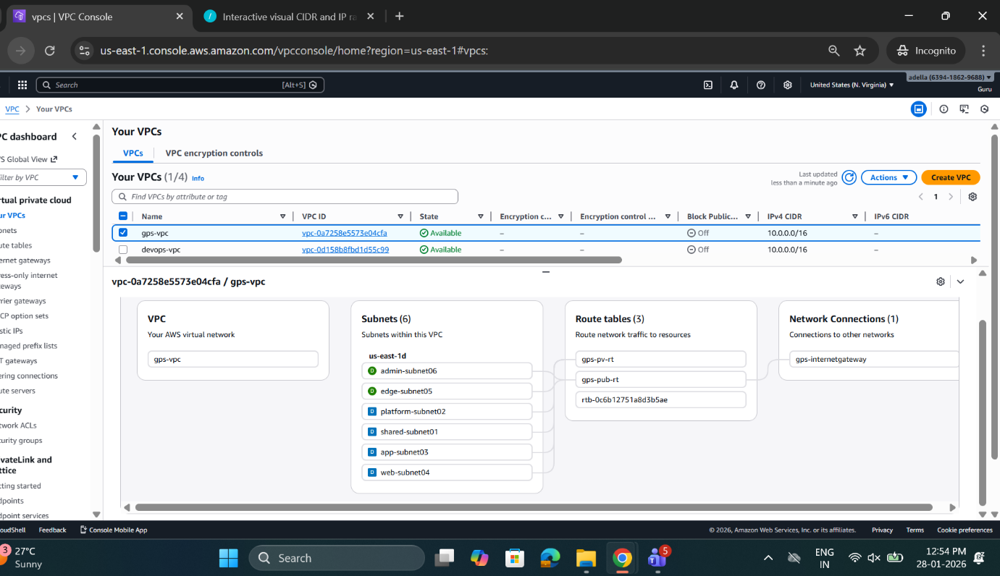 vpcs | VPC Console
Interactive visual CIDR and IP ra
us-east-1.console.aws.amazon.com/vpcconsole/home?region=us-east-1#vpcs:
Incognito
Search
[Alt+S]
United States (N. Virginia) ▼
adella (6394-1862-9688) ▼
Guru
VPC > Your VPCs
PC dashboard
S Global View
ilter by VPC
rtual private cloud
ur VPCs
bnets
ute tables
ernet gateways
ress-only internet
eways
rrier gateways
CP option sets
stic IPs
naged prefix lists
T gateways
ering connections
ute servers
curity
twork ACLs
curity groups
ivateLink and
ttice
tting started
dpoints
dpoint services
Your VPCs
VPCs
VPC encryption controls
Your VPCs (1/4) Info
Last updated
less than a minute ago
Actions ▼
Create VPC
Find VPCs by attribute or tag
1
Name VPC ID State Encryption c... Encryption control ... Block Public... IPv4 CIDR IPv6 CIDR
gps-vpc vpc-0a7258e5573e04cfa Available – – Off 10.0.0.0/16 –
devops-vpc vpc-0d158b8fbd1d55c99 Available – – Off 10.0.0.0/16 –
vpc-0a7258e5573e04cfa / gps-vpc
VPC
Your AWS virtual network
gps-vpc
Subnets (6)
Subnets within this VPC
us-east-1d
D admin-subnet06
D edge-subnet05
D platform-subnet02
D shared-subnet01
D app-subnet03
D web-subnet04
Route tables (3)
Route network traffic to resources
gps-pv-rt
gps-pub-rt
rtb-0c6b12751a8d3b5ae
Network Connections (1)
Connections to other networks
gps-internetgateway
oudShell
Feedback
Console Mobile App
© 2026, Amazon Web Services, Inc. or its affiliates.
Privacy
Terms
Cookie preferences
3
27°C
Sunny
Search
T
5
ENG
IN
12:54 PM
28-01-2026